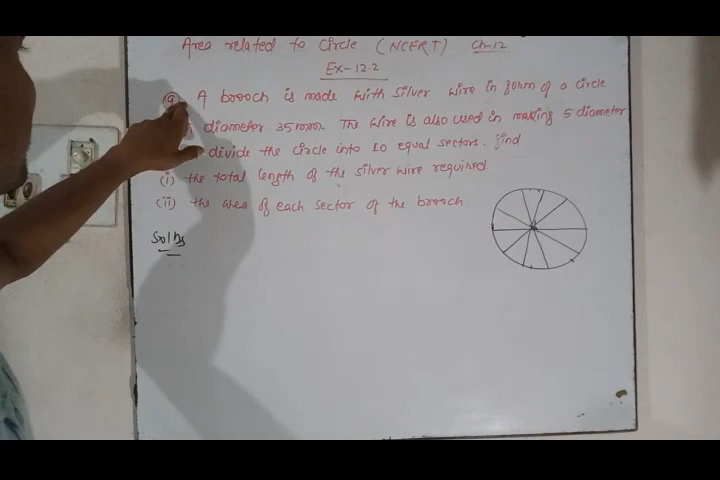 Area related to circle (NCERT) Ch-12
Ex-12.2
9 A brooch is made with silver wire in form of a circle
diameter 35mm. The wire is also used in making 5 diameter
divide the circle into 10 equal sectors. find
(i) the total length of the silver wire required.
(ii) the area of each sector of the brooch.
Soln